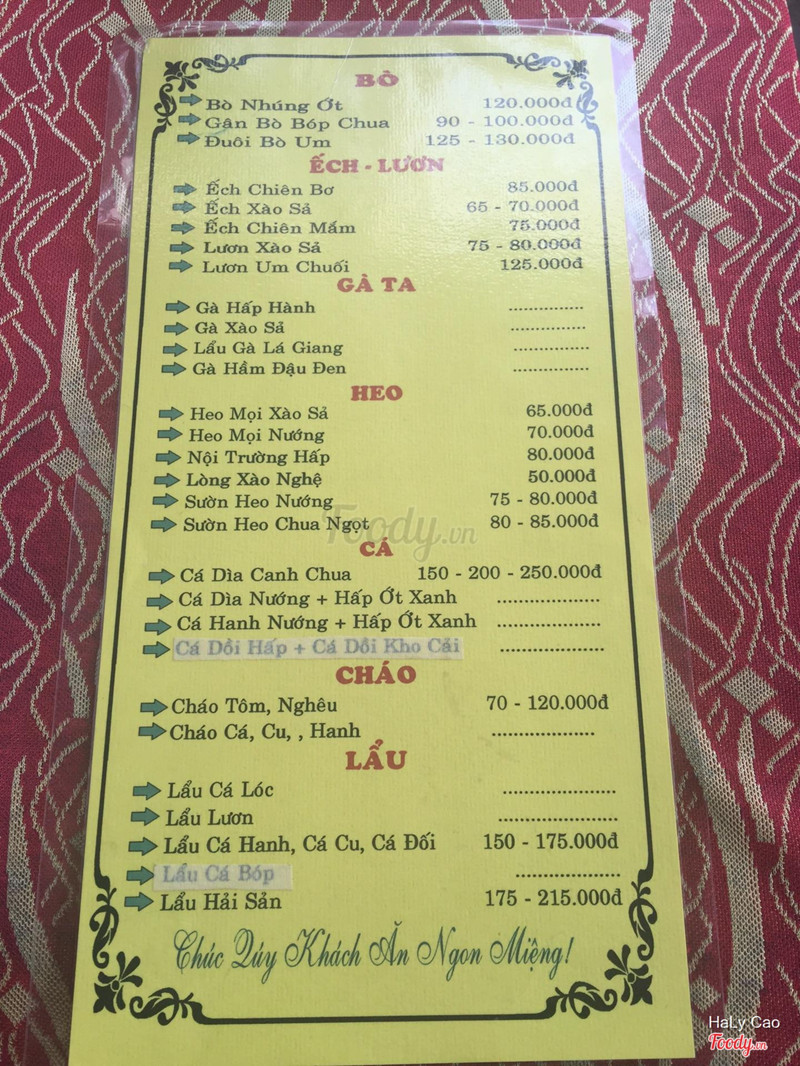 BÒ
Bò Nhúng Ớt 120.000đ
Gân Bò Bóp Chua 90 - 100.000đ
Đuôi Bò Um 125 - 130.000đ
ẾCH - LƯƠN
Ếch Chiên Bơ 85.000đ
Ếch Xào Sả 65 - 70.000đ
Ếch Chiên Mắm 75.000đ
Lươn Xào Sả 75 - 80.000đ
Lươn Um Chuối 125.000đ
GÀ TA
Gà Hấp Hành ...............
Gà Xào Sả ...............
Lẩu Gà Lá Giang ...............
Gà Hầm Đậu Đen ...............
HEO
Heo Mọi Xào Sả 65.000đ
Heo Mọi Nướng 70.000đ
Nội Trường Hấp 80.000đ
Lòng Xào Nghệ 50.000đ
Sườn Heo Nướng 75 - 80.000đ
Sườn Heo Chua Ngọt 80 - 85.000đ
Foody.vn
CÁ
Cá Dìa Canh Chua 150 - 200 - 250.000đ
Cá Dìa Nướng + Hấp Ớt Xanh ...................
Cá Hanh Nướng + Hấp Ớt Xanh ...................
Cá Dồi Hấp + Cá Dồi Kho Cải ...................
CHÁO
Cháo Tôm, Nghêu 70 - 120.000đ
Cháo Cá, Cu, , Hanh ...................
LẨU
Lẩu Cá Lóc ...................
Lẩu Lươn ...................
Lẩu Cá Hanh, Cá Cu, Cá Đối 150 - 175.000đ
Lẩu Cá Bóp ...................
Lẩu Hải Sản 175 - 215.000đ
Chúc Qúy Khách Ăn Ngon Miệng!
HaLy Cao
Foody.vn